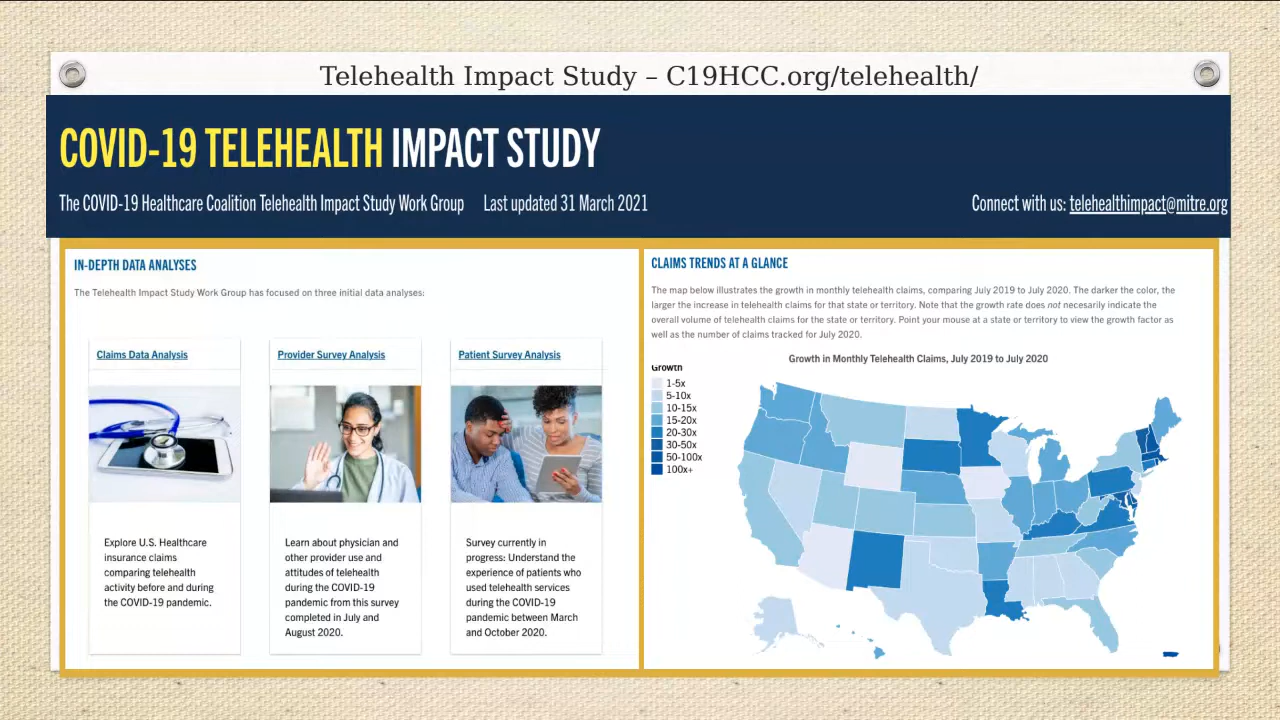 Telehealth Impact Study – C19HCC.org/telehealth/
COVID-19 TELEHEALTH IMPACT STUDY
The COVID-19 Healthcare Coalition Telehealth Impact Study Work Group Last updated 31 March 2021
Connect with us: telehealthimpact@mitre.org
IN-DEPTH DATA ANALYSES
The Telehealth Impact Study Work Group has focused on three initial data analyses:
Claims Data Analysis
Explore U.S. Healthcare
insurance claims
comparing telehealth
activity before and during
the COVID-19 pandemic.
Provider Survey Analysis
Learn about physician and
other provider use and
attitudes of telehealth
during the COVID-19
pandemic from this survey
completed in July and
August 2020.
Patient Survey Analysis
Survey currently in
progress: Understand the
experience of patients who
used telehealth services
during the COVID-19
pandemic between March
and October 2020.
CLAIMS TRENDS AT A GLANCE
The map below illustrates the growth in monthly telehealth claims, comparing July 2019 to July 2020. The darker the color, the
larger the increase in telehealth claims for that state or territory. Note that the growth rate does not necesarily indicate the
overall volume of telehealth claims for the state or territory. Point your mouse at a state or territory to view the growth factor as
well as the number of claims tracked for July 2020.
Growth in Monthly Telehealth Claims, July 2019 to July 2020
Growth
1-5x
5-10x
10-15x
15-20x
20-30x
30-50x
50-100x
100x+